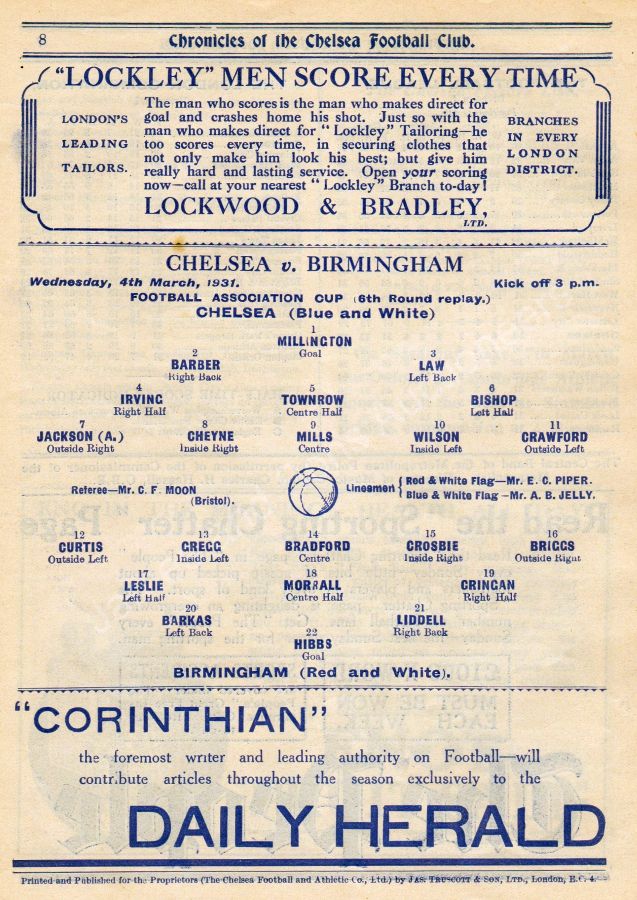 8
Chronicles of the Chelsea Football Club.
"LOCKLEY" MEN SCORE EVERY TIME
LONDON'S
LEADING
TAILORS.
The man who scores is the man who makes direct for
goal and crashes home his shot. Just so with the
man who makes direct for "Lockley" Tailoring—he
too scores every time, in securing clothes that
not only make him look his best; but give him
really hard and lasting service. Open your scoring
now—call at your nearest "Lockley" Branch to-day!
BRANCHES
IN EVERY
LONDON
DISTRICT.
LOCKWOOD & BRADLEY, LTD.
CHELSEA v. BIRMINGHAM
Wednesday, 4th March, 1931. Kick off 3 p.m.
FOOTBALL ASSOCIATION CUP (6th Round replay.)
CHELSEA (Blue and White)
1
MILLINGTON
Goal
2 3
BARBER LAW
Right Back Left Back
4 5 6
IRVING TOWNROW BISHOP
Right Half Centre Half Left Half
7 8 9 10 11
JACKSON (A.) CHEYNE MILLS WILSON CRAWFORD
Outside Right Inside Right Centre Inside Left Outside Left
Referee—Mr. C. F. MOON
(Bristol).
Linesmen { Red & White Flag—Mr. E. C. PIPER.
Blue & White Flag—Mr. A. B. JELLY.
12 13 14 15 16
CURTIS GREGG BRADFORD CROSBIE BRIGGS
Outside Left Inside Left Centre Inside Right Outside Right
17 18 19
LESLIE MORRALL CRINGAN
Left Half Centre Half Right Half
20 21
BARKAS LIDDELL
Left Back Right Back
22
HIBBS
Goal
BIRMINGHAM (Red and White).
"CORINTHIAN"
the foremost writer and leading authority on Football—will
contribute articles throughout the season exclusively to the
DAILY HERALD
Printed and Published for the Proprietors (The Chelsea Football and Athletic Co., Ltd.) by JAS. TRUSCOTT & SON, LTD., London, E.C. 4.